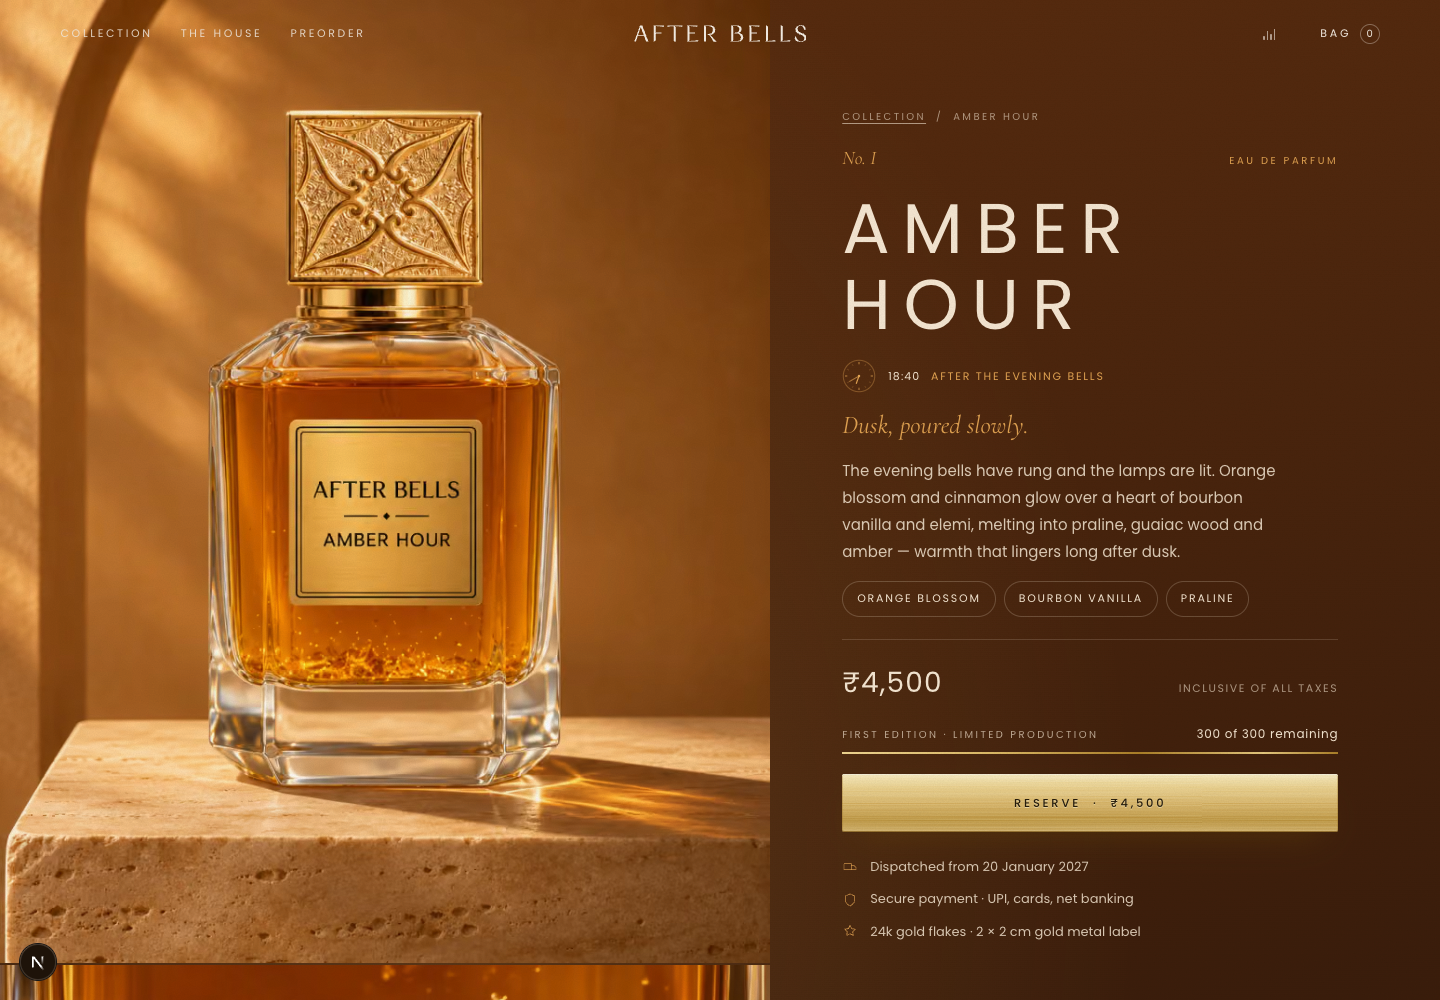 COLLECTION THE HOUSE PREORDER
AFTER BELLS
BAG 0
AFTER BELLS
AMBER HOUR
COLLECTION / AMBER HOUR
No. I
EAU DE PARFUM
AMBER
HOUR
18:40 AFTER THE EVENING BELLS
Dusk, poured slowly.
The evening bells have rung and the lamps are lit. Orange
blossom and cinnamon glow over a heart of bourbon
vanilla and elemi, melting into praline, guaiac wood and
amber — warmth that lingers long after dusk.
ORANGE BLOSSOM
BOURBON VANILLA
PRALINE
₹4,500
INCLUSIVE OF ALL TAXES
FIRST EDITION · LIMITED PRODUCTION
300 of 300 remaining
RESERVE · ₹4,500
Dispatched from 20 January 2027
Secure payment · UPI, cards, net banking
24k gold flakes · 2 × 2 cm gold metal label
N